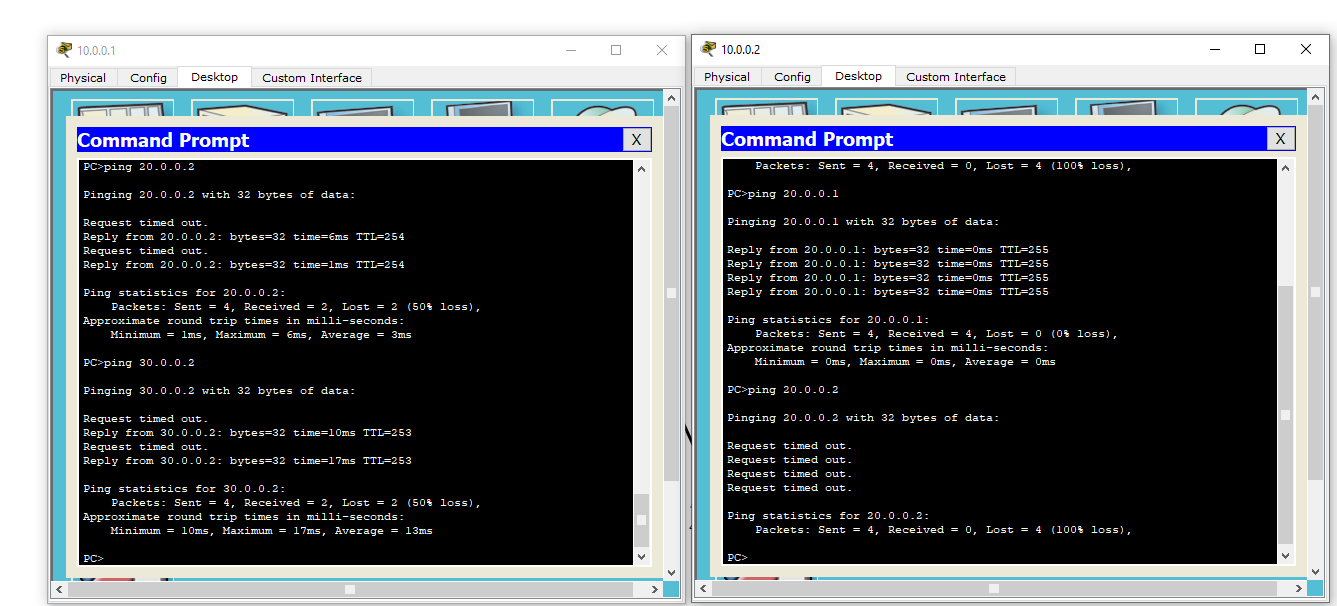 10.0.0.1
Physical Config Desktop Custom Interface
Command Prompt
X
PC>ping 20.0.0.2
Pinging 20.0.0.2 with 32 bytes of data:
Request timed out.
Reply from 20.0.0.2: bytes=32 time=6ms TTL=254
Request timed out.
Reply from 20.0.0.2: bytes=32 time=1ms TTL=254
Ping statistics for 20.0.0.2:
Packets: Sent = 4, Received = 2, Lost = 2 (50% loss),
Approximate round trip times in milli-seconds:
Minimum = 1ms, Maximum = 6ms, Average = 3ms
PC>ping 30.0.0.2
Pinging 30.0.0.2 with 32 bytes of data:
Request timed out.
Reply from 30.0.0.2: bytes=32 time=10ms TTL=253
Request timed out.
Reply from 30.0.0.2: bytes=32 time=17ms TTL=253
Ping statistics for 30.0.0.2:
Packets: Sent = 4, Received = 2, Lost = 2 (50% loss),
Approximate round trip times in milli-seconds:
Minimum = 10ms, Maximum = 17ms, Average = 13ms
PC>
10.0.0.2
Physical Config Desktop Custom Interface
Command Prompt
X
Packets: Sent = 4, Received = 0, Lost = 4 (100% loss),
PC>ping 20.0.0.1
Pinging 20.0.0.1 with 32 bytes of data:
Reply from 20.0.0.1: bytes=32 time=0ms TTL=255
Reply from 20.0.0.1: bytes=32 time=0ms TTL=255
Reply from 20.0.0.1: bytes=32 time=0ms TTL=255
Reply from 20.0.0.1: bytes=32 time=0ms TTL=255
Ping statistics for 20.0.0.1:
Packets: Sent = 4, Received = 4, Lost = 0 (0% loss),
Approximate round trip times in milli-seconds:
Minimum = 0ms, Maximum = 0ms, Average = 0ms
PC>ping 20.0.0.2
Pinging 20.0.0.2 with 32 bytes of data:
Request timed out.
Request timed out.
Request timed out.
Request timed out.
Ping statistics for 20.0.0.2:
Packets: Sent = 4, Received = 0, Lost = 4 (100% loss),
PC>